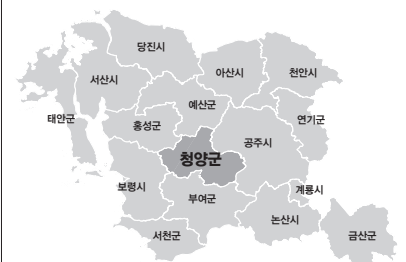 당진시
아산시
천안시
서산시
예산군
태안군
홍성군
연기군
공주시
청양군
보령시
계룡시
부여군
논산시
서천군
금산군